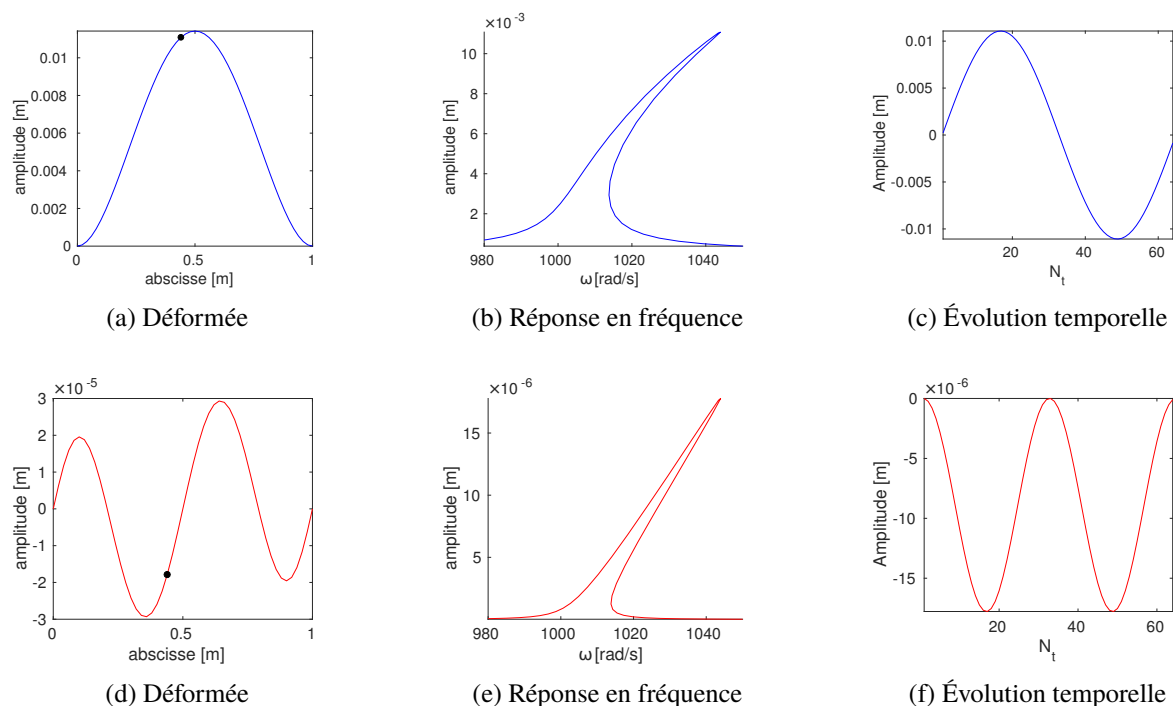 0.01
0.008
0.006
0.004
0.002
0
0 0.5 1
amplitude [m]
abscisse [m]
(a) Déformée
×10 -3
10
8
6
4
2
980 1000 1020 1040
amplitude [m]
ω[rad/s]
(b) Réponse en fréquence
0.01
0.005
0
-0.005
-0.01
20 40 60
Amplitude [m]
Nt
(c) Évolution temporelle
×10 -5
3
2
1
0
-1
-2
-3
0 0.5 1
amplitude [m]
abscisse [m]
(d) Déformée
×10 -6
15
10
5
980 1000 1020 1040
amplitude [m]
ω[rad/s]
(e) Réponse en fréquence
×10 -6
0
-5
-10
-15
20 40 60
Amplitude [m]
Nt
(f) Évolution temporelle